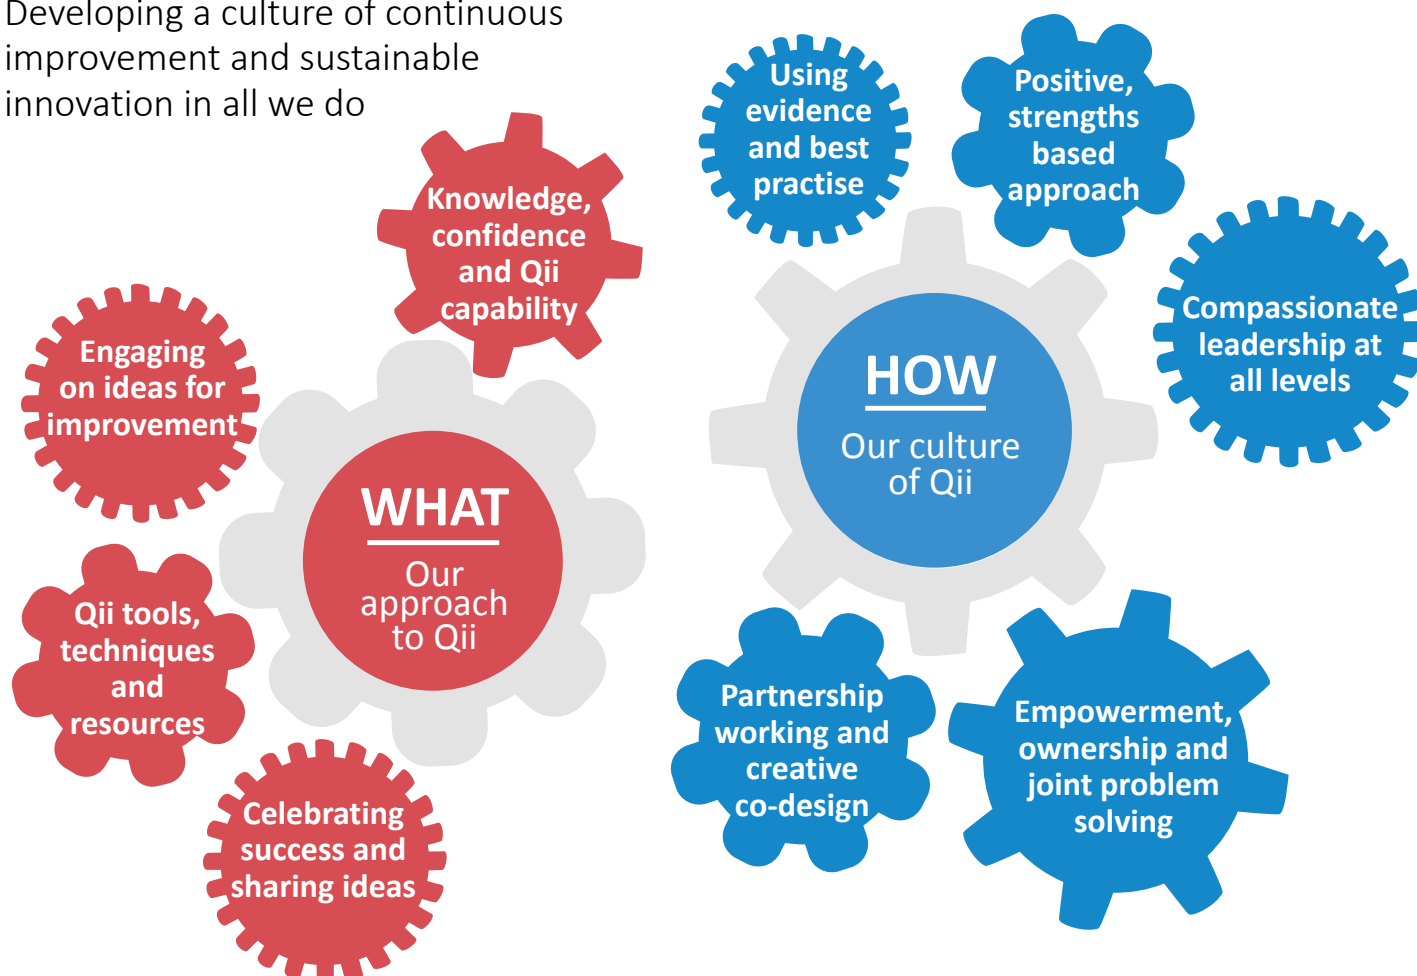 Developing a culture of continuous
improvement and sustainable
innovation in all we do
Knowledge,
confidence
and Qii
capability
Engaging
on ideas for
improvement
WHAT
Our
approach
to Qii
Qii tools,
techniques
and
resources
Celebrating
success and
sharing ideas
Using
evidence
and best
practise
Positive,
strengths
based
approach
Compassionate
leadership at
all levels
HOW
Our culture
of Qii
Partnership
working and
creative
co-design
Empowerment,
ownership and
joint problem
solving